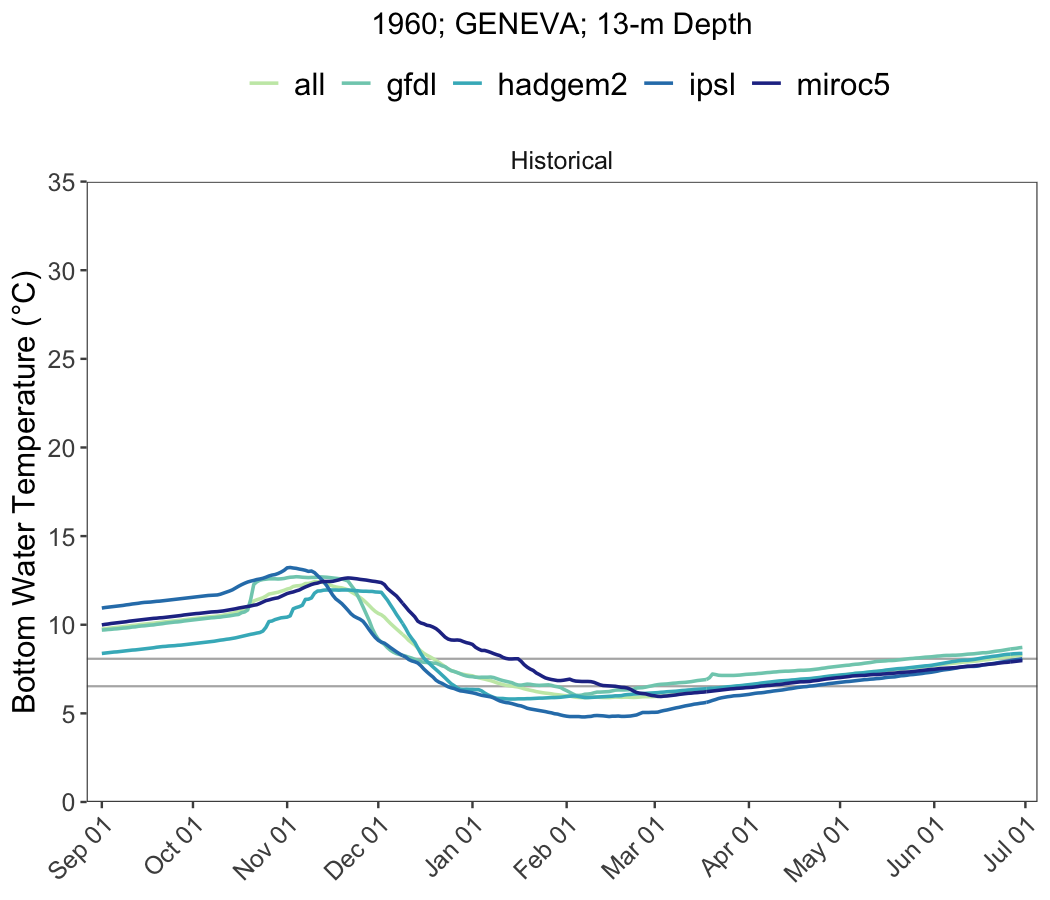 1960; GENEVA; 13-m Depth
all gfdl hadgem2 ipsl miroc5
Historical
Bottom Water Temperature (°C)
35
30
25
20
15
10
5
0
Sep 01 Oct 01 Nov 01 Dec 01 Jan 01 Feb 01 Mar 01 Apr 01 May 01 Jun 01 Jul 01